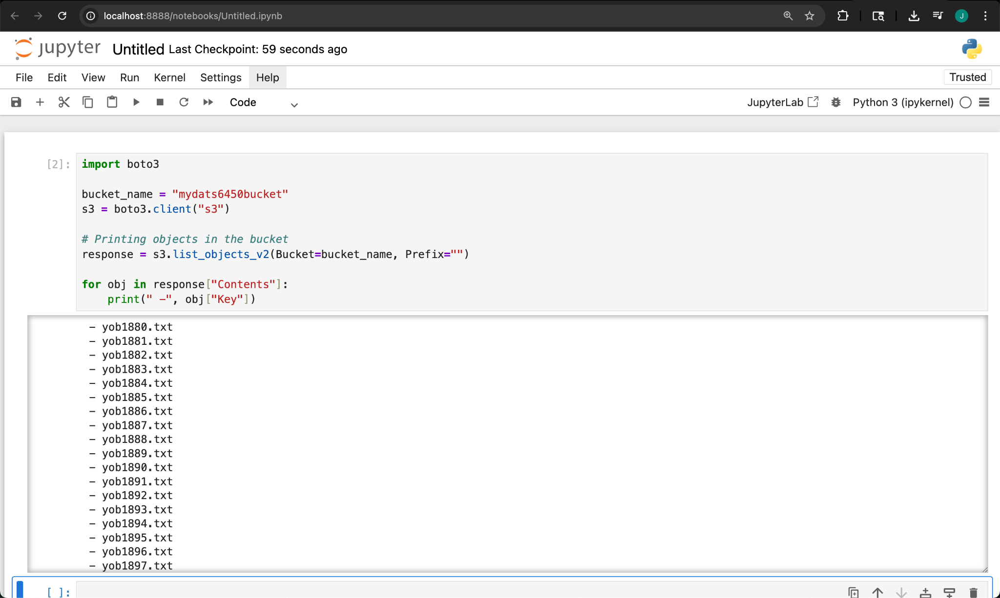 localhost:8888/notebooks/Untitled.ipynb
J
jupyter Untitled Last Checkpoint: 59 seconds ago
File Edit View Run Kernel Settings Help Trusted
Code JupyterLab Python 3 (ipykernel)
[2]: import boto3
bucket_name = "mydats6450bucket"
s3 = boto3.client("s3")
# Printing objects in the bucket
response = s3.list_objects_v2(Bucket=bucket_name, Prefix="")
for obj in response["Contents"]:
    print(" -", obj["Key"])
- yob1880.txt
- yob1881.txt
- yob1882.txt
- yob1883.txt
- yob1884.txt
- yob1885.txt
- yob1886.txt
- yob1887.txt
- yob1888.txt
- yob1889.txt
- yob1890.txt
- yob1891.txt
- yob1892.txt
- yob1893.txt
- yob1894.txt
- yob1895.txt
- yob1896.txt
- yob1897.txt
[ ]: